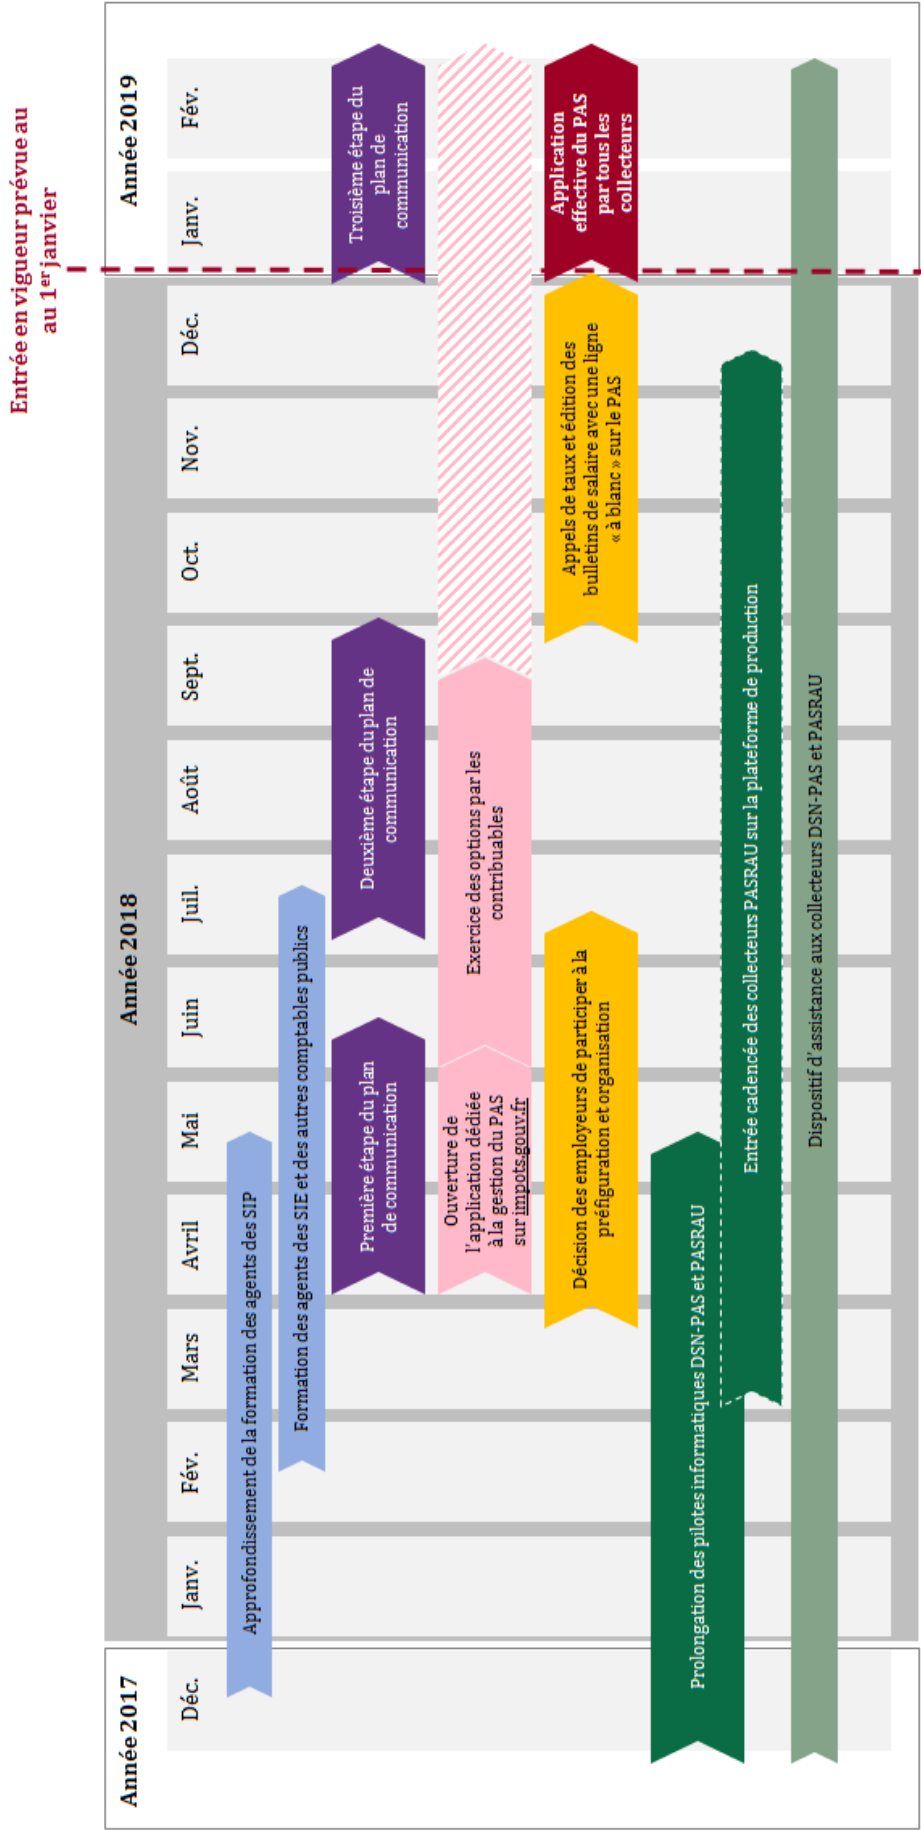 Entrée en vigueur prévue au
au 1er janvier
Année 2017
Année 2018
Année 2019
Déc.
Janv.
Fév.
Mars
Avril
Mai
Juin
Juil.
Août
Sept.
Oct.
Nov.
Déc.
Janv.
Fév.
Approfondissement de la formation des agents des SIP
Formation des agents des SIE et des autres comptables publics
Première étape du plan
de communication
Deuxième étape du plan de
communication
Troisième étape du
plan de
communication
Ouverture de
l'application dédiée
à la gestion du PAS
sur impots.gouv.fr
Exercice des options par les
contribuables
Décision des employeurs de participer à la
préfiguration et organisation
Appels de taux et édition des
bulletins de salaire avec une ligne
« à blanc » sur le PAS
Application
effective du PAS
par tous les
collecteurs
Prolongation des pilotes informatiques DSN-PAS et PASRAU
Entrée cadencée des collecteurs PASRAU sur la plateforme de production
Dispositif d'assistance aux collecteurs DSN-PAS et PASRAU